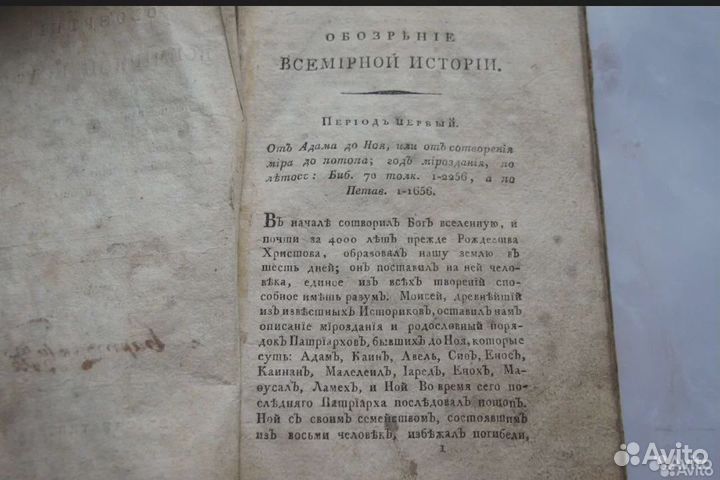 ОБОЗРѢНІЕ
ВСЕМІРНОЙ ИСТОРІИ.
Періодъ первый.
Отъ Адама до Ноя, или отъ сотворенія
міра до потопа; годъ мірозданія, по
лѣтосс: Биб. 70 толк. 1-2256, а по
Петав. 1-1656.
Въ началѣ сотворилъ Богъ вселенную, и
почти за 4000 лѣтъ прежде Рождества
Христова, образовалъ нашу землю въ
шесть дней; онъ поставилъ на ней чело-
вѣка, единое изъ всѣхъ твореній спо-
собное имѣть разумъ. Моисей, древнѣйшій
изъ извѣстныхъ Историковъ, оставилъ намъ
описаніе мірозданія и родословный поря-
докъ Патріарховъ, бывшихъ до Ноя, которые
суть: Адамъ, Каинъ, Авель, Сиѳъ, Еносъ,
Каинанъ, Малелеилъ, Іаредъ, Енохъ, Ма-
ѳусалъ, Ламехъ, и Ной Во время сего по-
слѣдняго Патріарха послѣдовалъ потопъ.
Ной съ своимъ семействомъ, состоявшимъ
изъ восьми человѣкъ, избѣжалъ погибели,
1
Avito
Avito